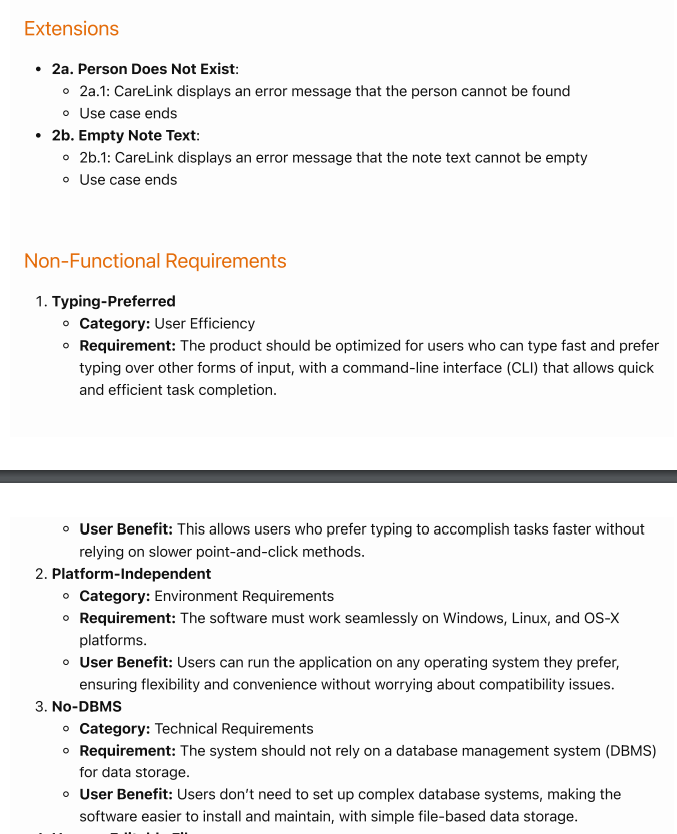 Extensions
• 2a. Person Does Not Exist:
◦ 2a.1: CareLink displays an error message that the person cannot be found
◦ Use case ends
• 2b. Empty Note Text:
◦ 2b.1: CareLink displays an error message that the note text cannot be empty
◦ Use case ends
Non-Functional Requirements
1. Typing-Preferred
◦ Category: User Efficiency
◦ Requirement: The product should be optimized for users who can type fast and prefer
typing over other forms of input, with a command-line interface (CLI) that allows quick
and efficient task completion.
◦ User Benefit: This allows users who prefer typing to accomplish tasks faster without
relying on slower point-and-click methods.
2. Platform-Independent
◦ Category: Environment Requirements
◦ Requirement: The software must work seamlessly on Windows, Linux, and OS-X
platforms.
◦ User Benefit: Users can run the application on any operating system they prefer,
ensuring flexibility and convenience without worrying about compatibility issues.
3. No-DBMS
◦ Category: Technical Requirements
◦ Requirement: The system should not rely on a database management system (DBMS)
for data storage.
◦ User Benefit: Users don’t need to set up complex database systems, making the
software easier to install and maintain, with simple file-based data storage.